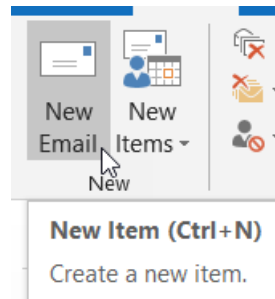 New
Email
New
Items
New
New Item (Ctrl+N)
Create a new item.